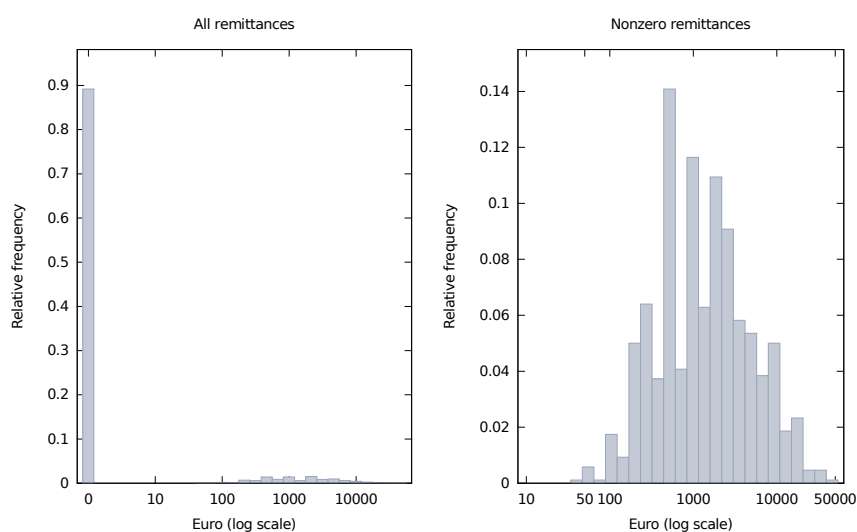 All remittances
Relative frequency
0.9
0.8
0.7
0.6
0.5
0.4
0.3
0.2
0.1
0
0 10 100 1000 10000
Euro (log scale)
Nonzero remittances
Relative frequency
0.14
0.12
0.1
0.08
0.06
0.04
0.02
0
10 50 100 1000 10000 50000
Euro (log scale)